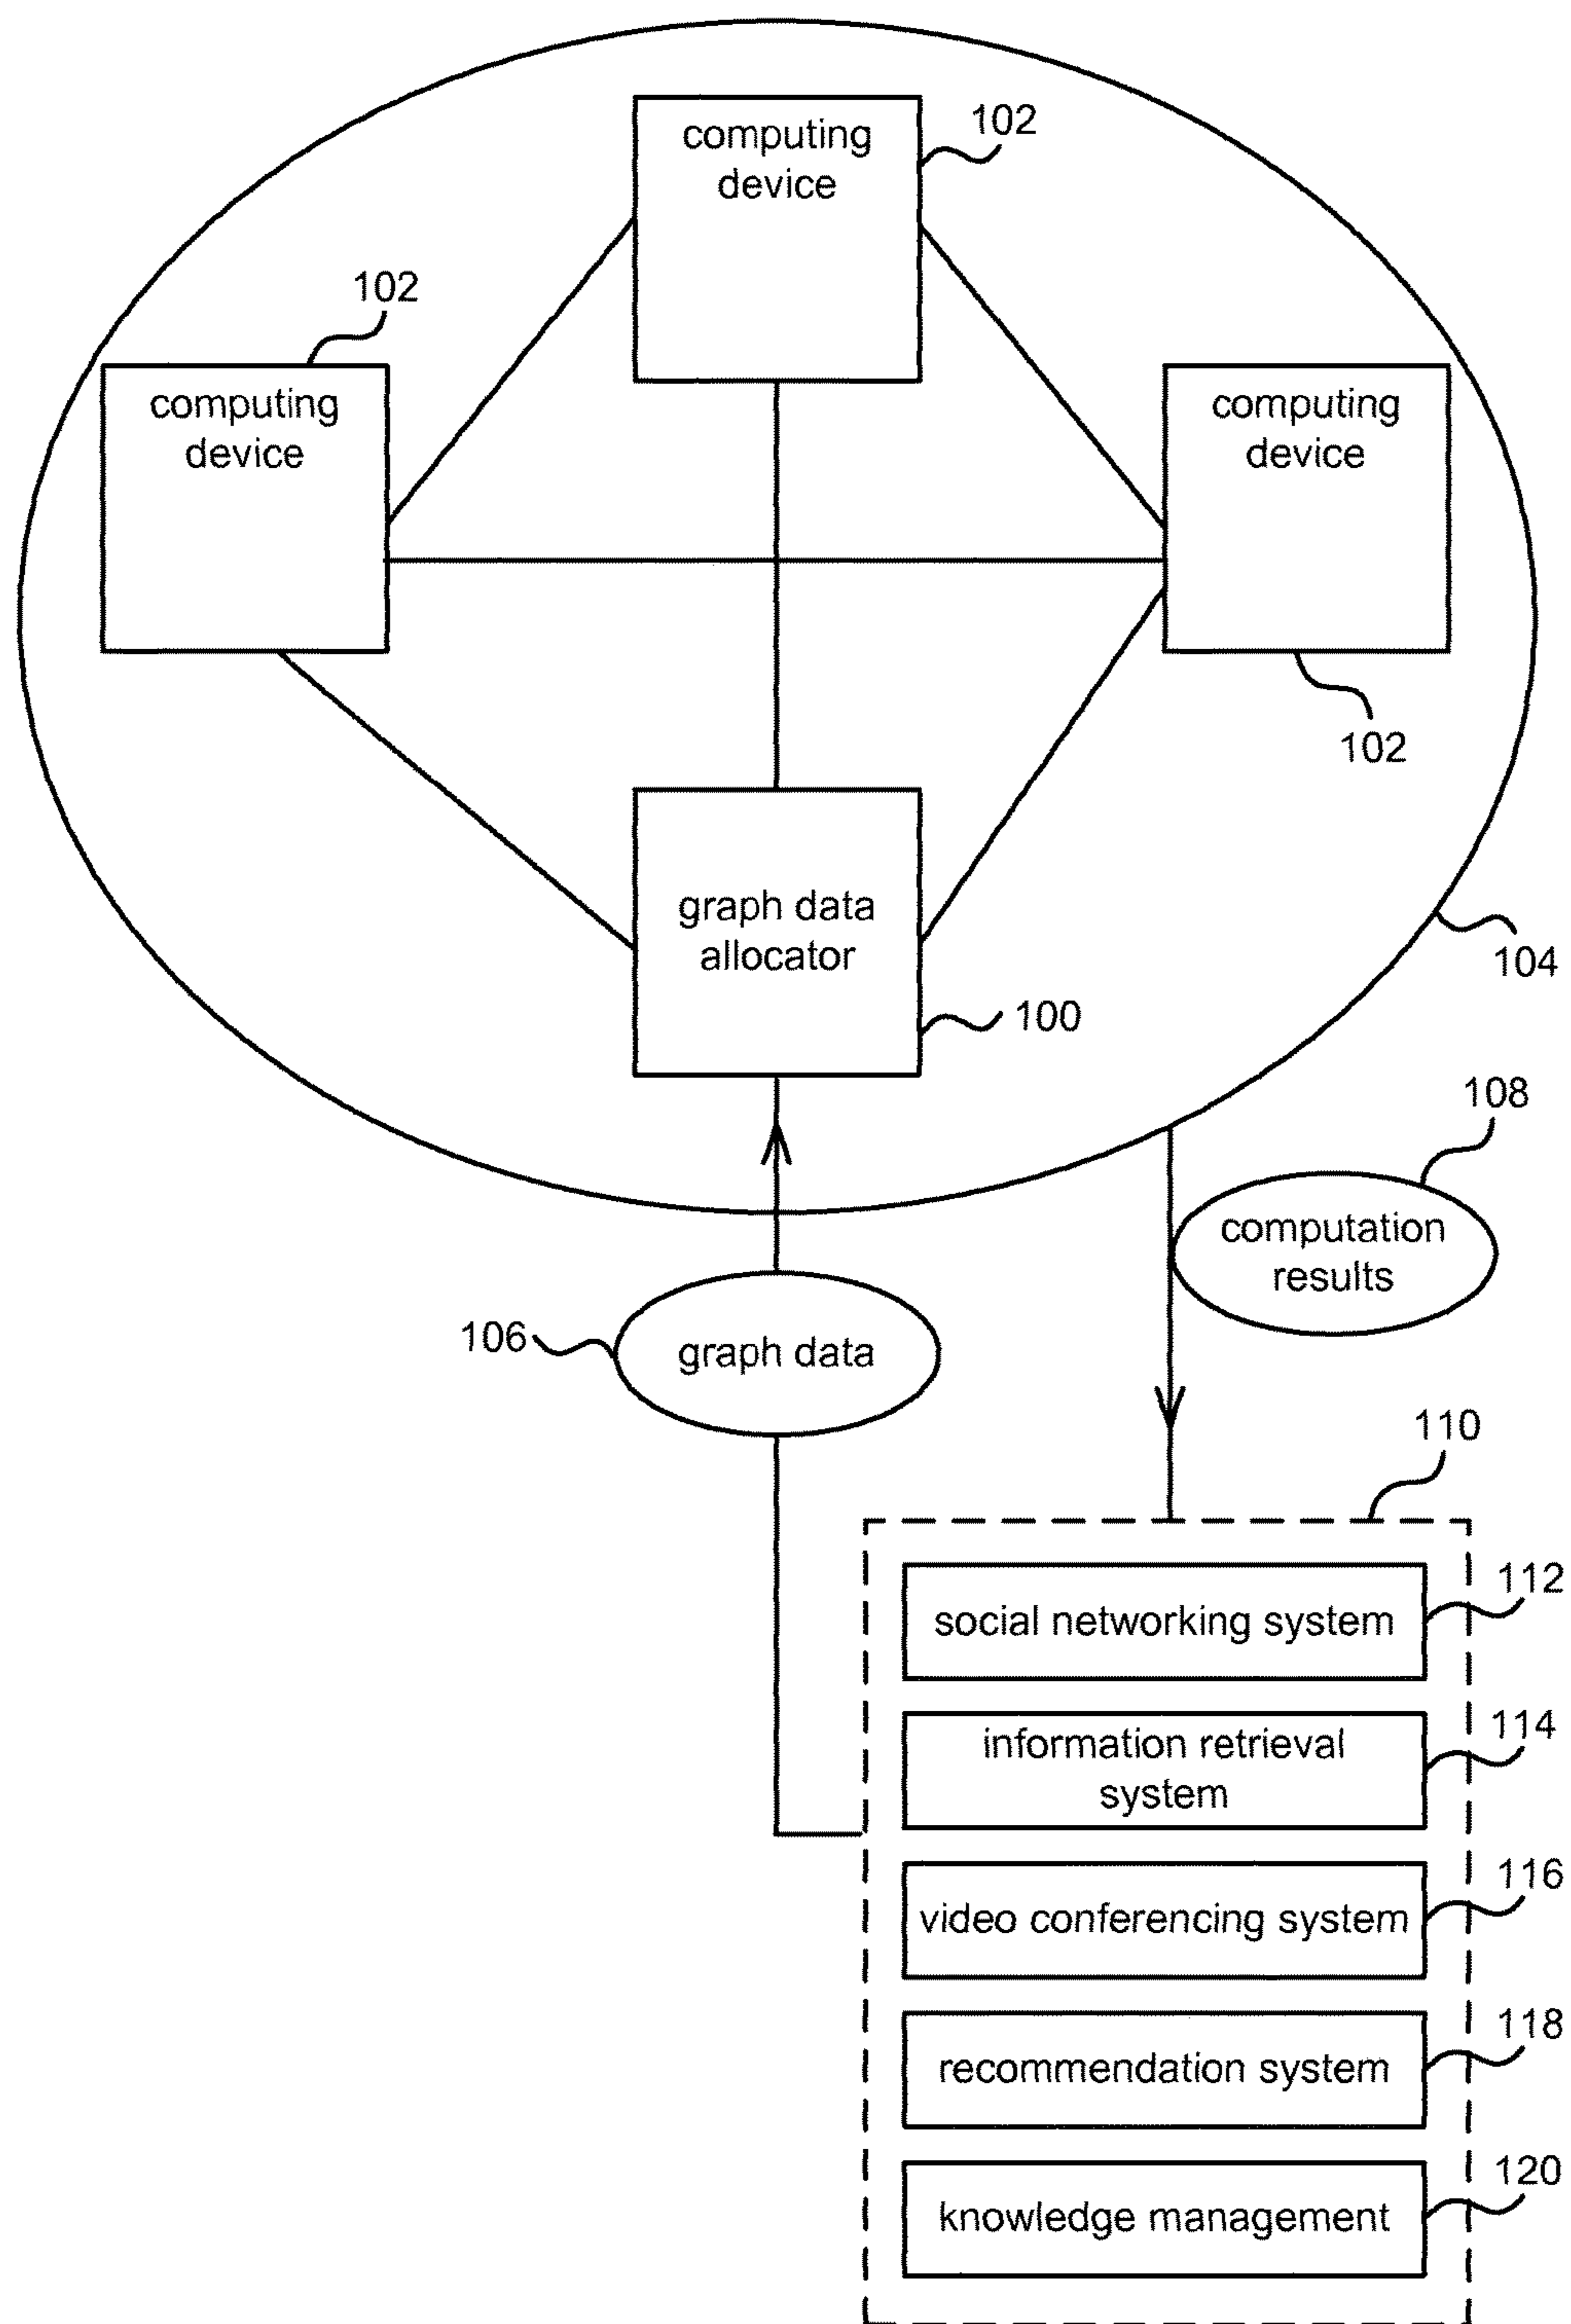 computing
device
102
102
computing
device
computing
device
102
graph data
allocator
104
100
108
computation
results
106
graph data
110
112
social networking system
114
information retrieval
system
116
video conferencing system
118
recommendation system
120
knowledge management